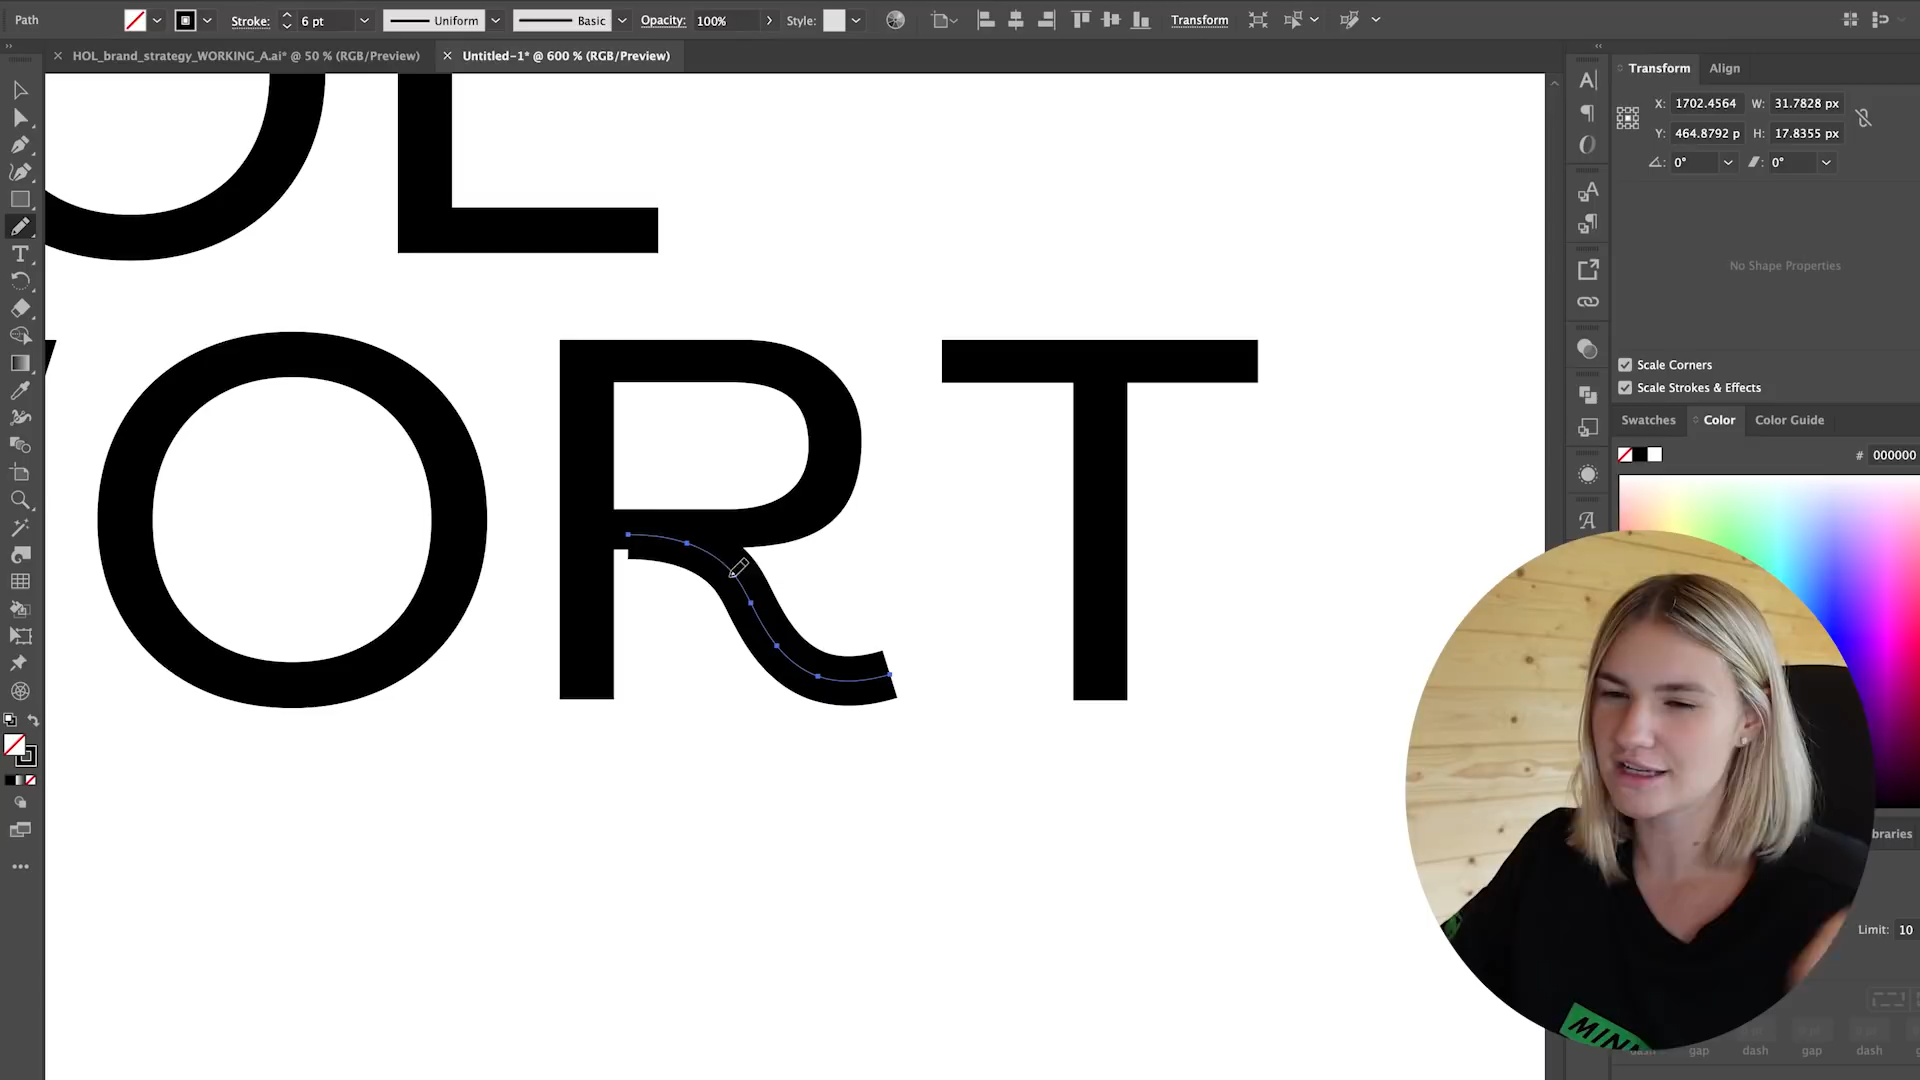 Path
Stroke:
6 pt
Uniform
Basic
Opacity:
100%
Style:
Transform
HOL_brand_strategy_WORKING_A.ai* @ 50 % (RGB/Preview)
Untitled-1* @ 600 % (RGB/Preview)
Transform
Align
X:
1702.4564
W:
31.7828 px
Y:
464.8792 p
H:
17.8355 px
0°
0°
No Shape Properties
Scale Corners
Scale Strokes & Effects
Swatches
Color
Color Guide
#
000000
OL
ORT
braries
Limit:
10
MINN
dash
gap
dash
gap
dash